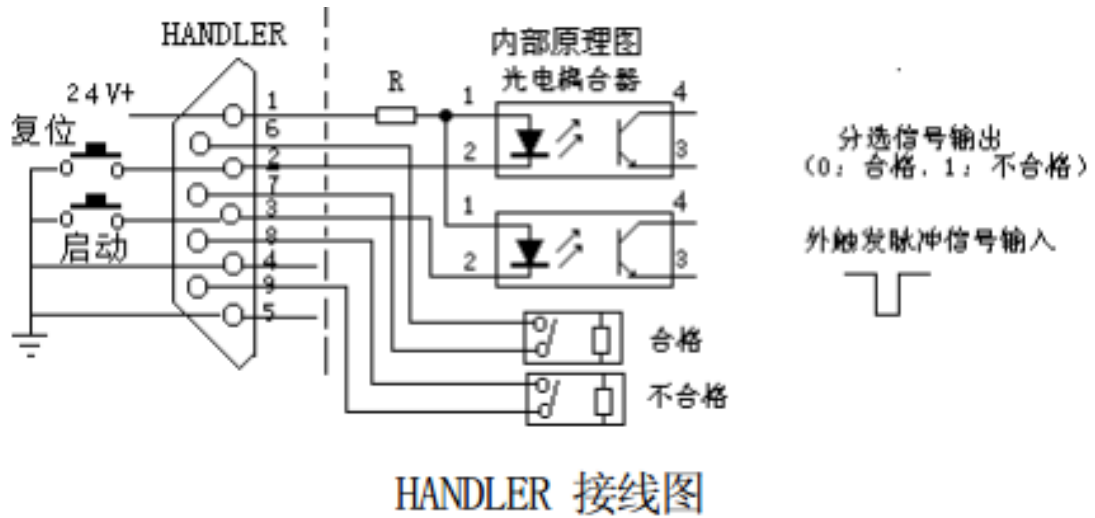 HANDLER
内部原理图
光电耦合器
24V+
复位
启动
1
6
2
7
3
8
4
9
5
R
1
2
4
3
1
2
4
3
合格
不合格
分选信号输出
(0: 合格. 1: 不合格)
外触发脉冲信号输入
HANDLER 接线图